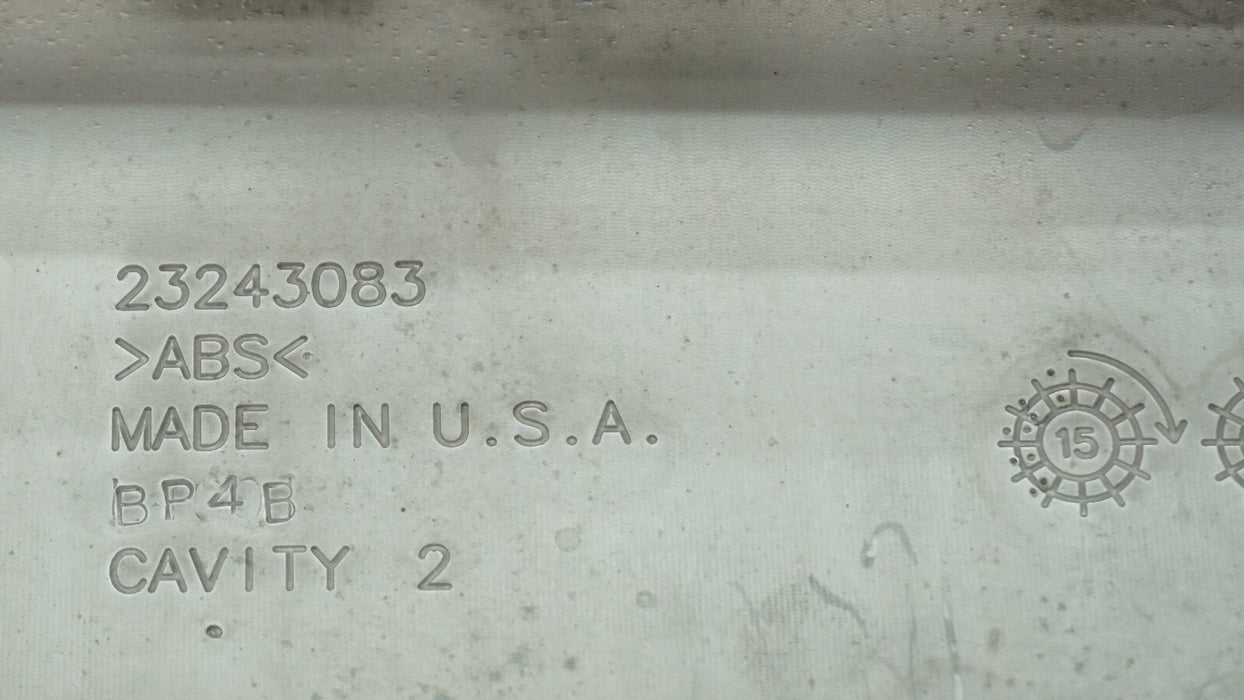 23243083
>ABS<
MADE IN U.S.A.
BP4B
CAVITY 2
15